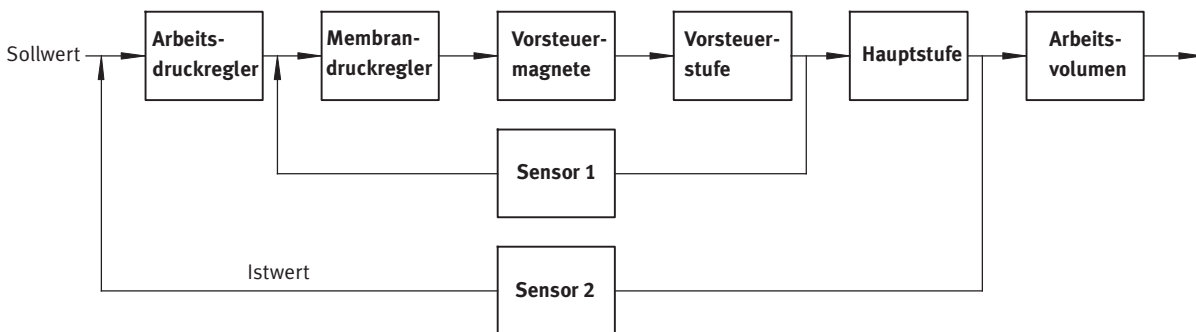 Sollwert
Arbeits-
druckregler
Membran-
druckregler
Vorsteuer-
magnete
Vorsteuer-
stufe
Hauptstufe
Arbeits-
volumen
Sensor 1
Istwert
Sensor 2